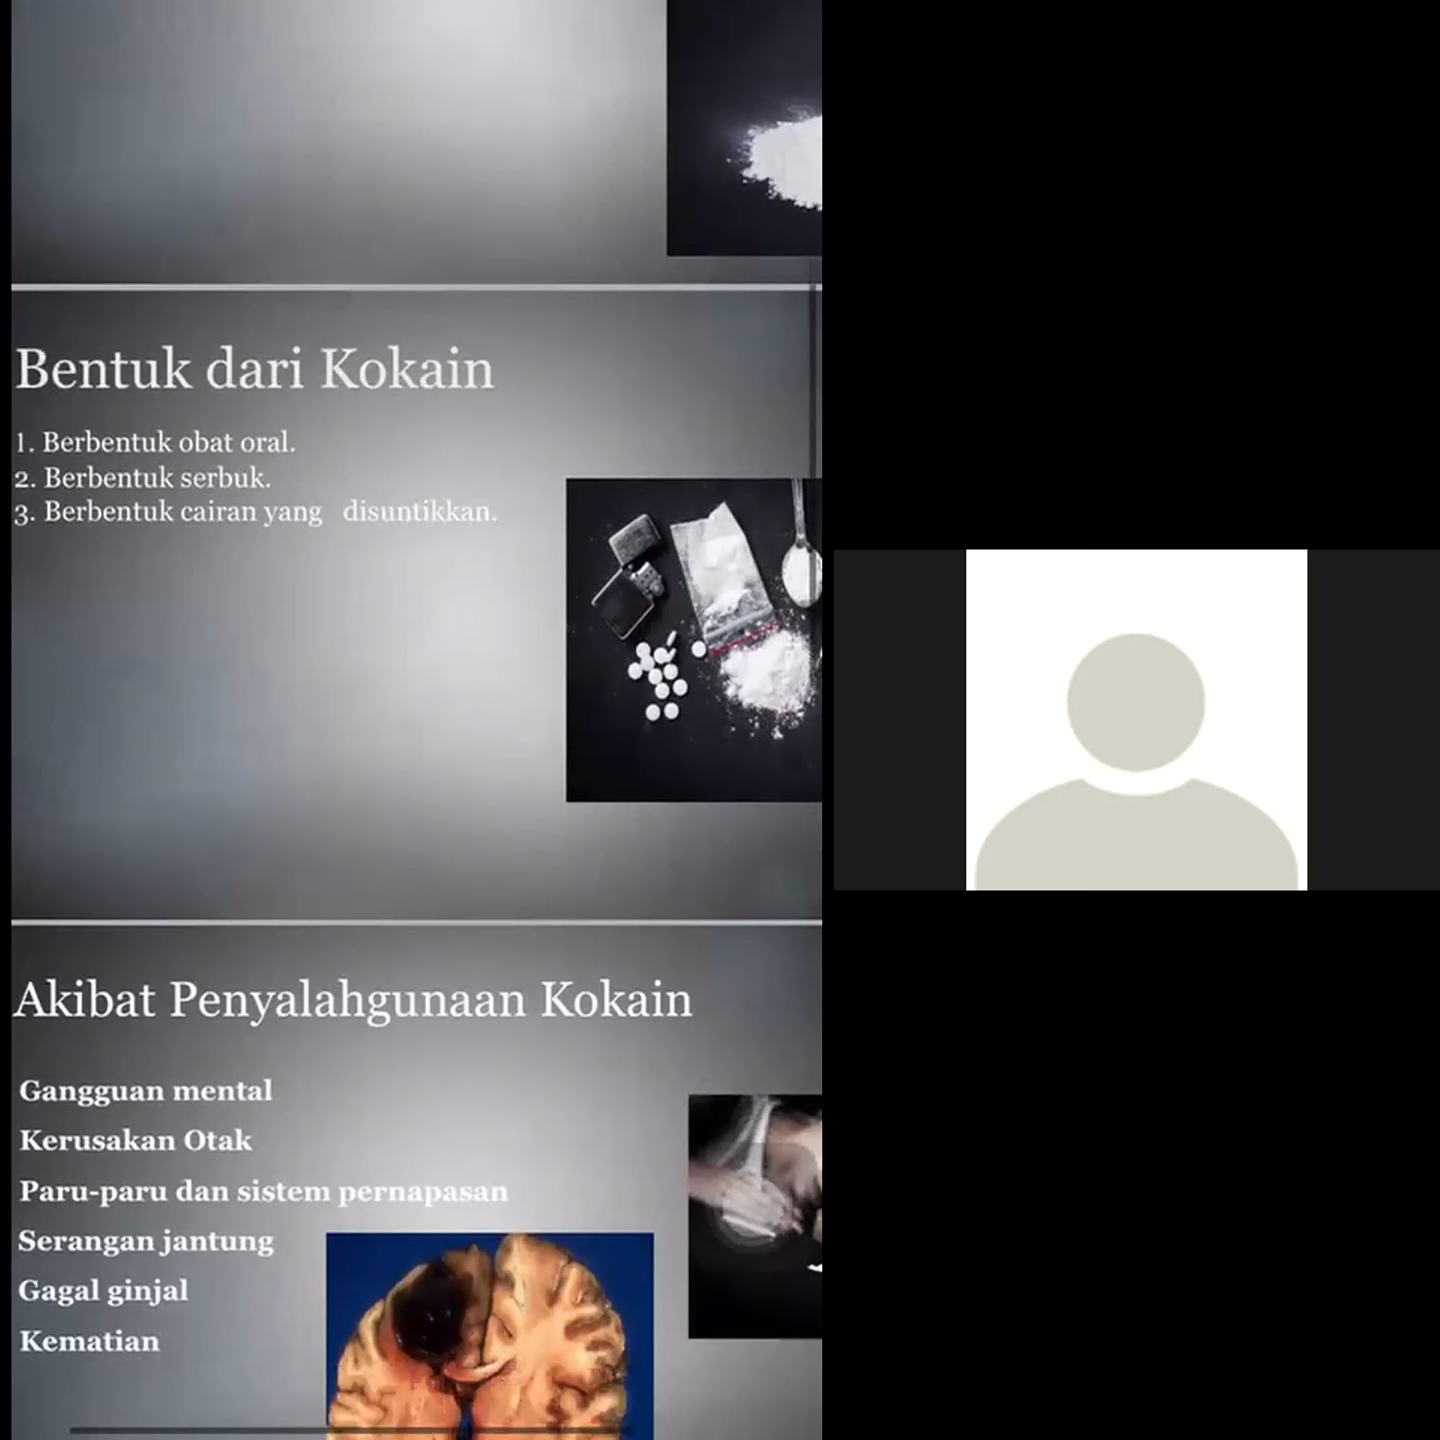 Bentuk dari Kokain
1. Berbentuk obat oral.
2. Berbentuk serbuk.
3. Berbentuk cairan yang disuntikkan.
Akibat Penyalahgunaan Kokain
Gangguan mental
Kerusakan Otak
Paru-paru dan sistem pernapasan
Serangan jantung
Gagal ginjal
Kematian